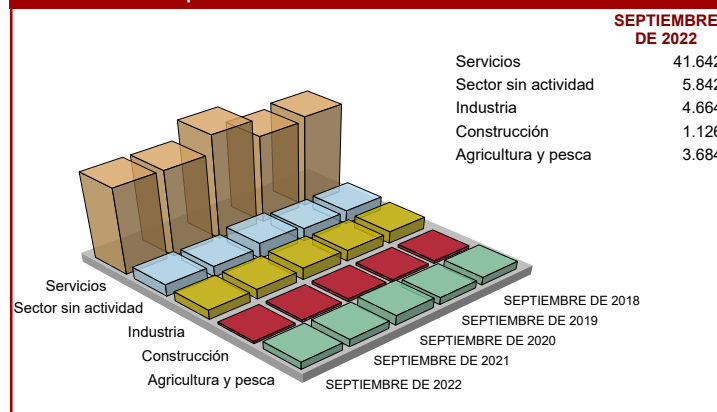 SEPTIEMBRE
DE 2022
Servicios 41.642
Sector sin actividad 5.842
Industria 4.664
Construcción 1.126
Agricultura y pesca 3.684
Servicios
Sector sin actividad
Industria
Construcción
Agricultura y pesca
SEPTIEMBRE DE 2018
SEPTIEMBRE DE 2019
SEPTIEMBRE DE 2020
SEPTIEMBRE DE 2021
SEPTIEMBRE DE 2022